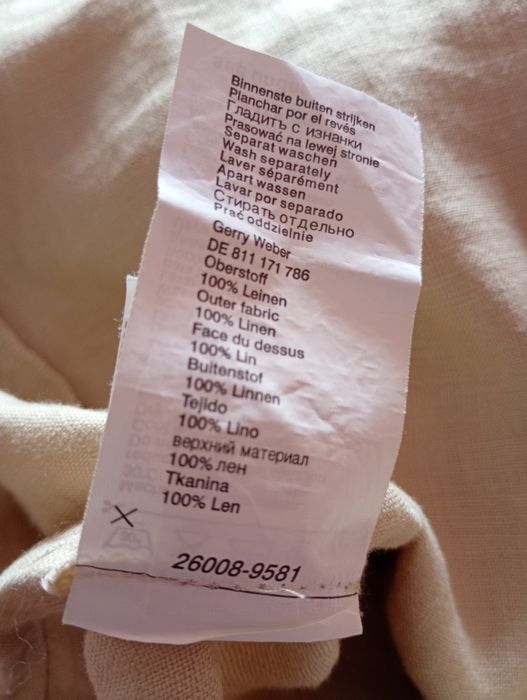 Binnenste buiten strijken
Planchar por el revés
Гладитъ с изнанки
Prasować na lewej stronie
Separat waschen
Wash separately
Laver séparément
Apart wassen
Lavar por separado
Стирать отдельно
Prać oddzielnie
Gerry Weber
DE 811 171 786
Oberstoff
100% Leinen
Outer fabric
100% Linen
Face du dessus
100% Lin
Buitenstof
100% Linnen
Tejido
100% Lino
верхний материал
100% лен
Tkanina
100% Len
26008-9581